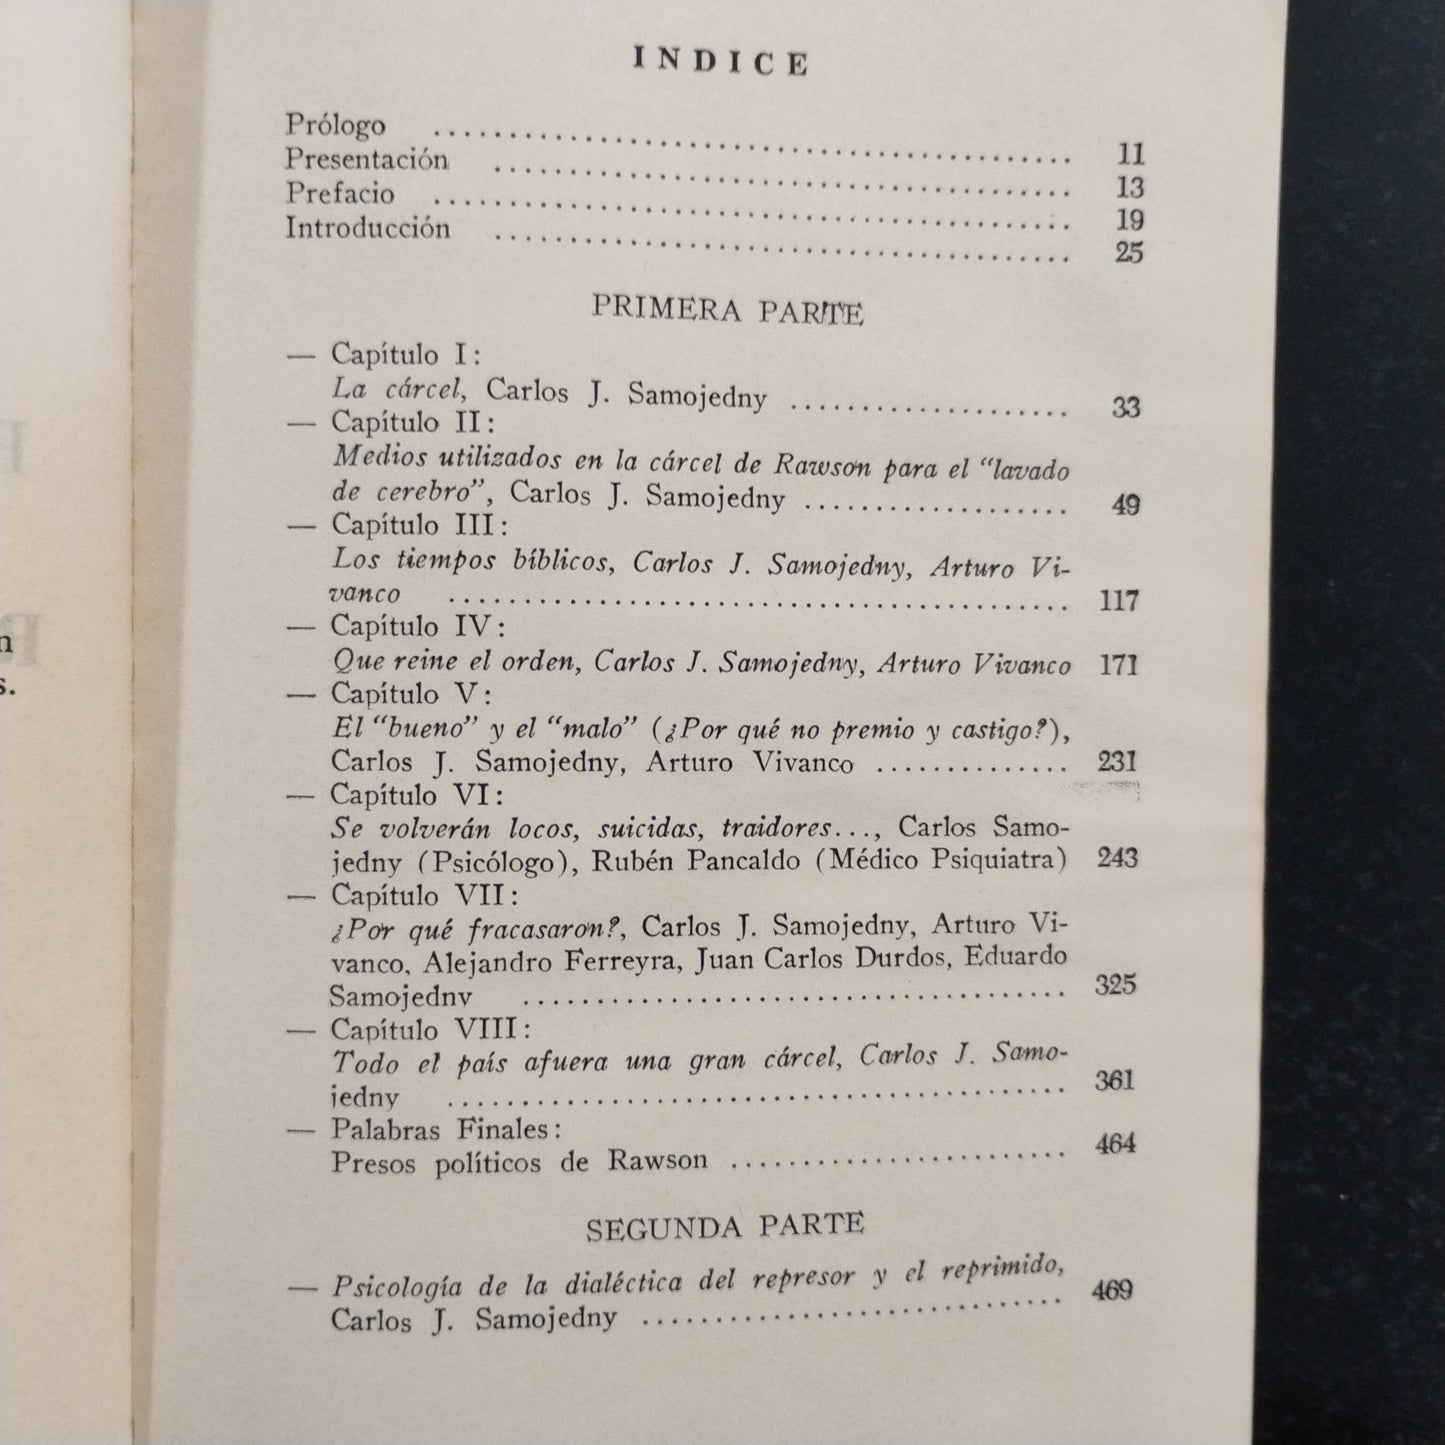 INDICE
Prólogo .......... 11
Presentación .......... 13
Prefacio .......... 19
Introducción .......... 25
PRIMERA PARTE
— Capítulo I:
La cárcel, Carlos J. Samojedny .......... 33
— Capítulo II:
Medios utilizados en la cárcel de Rawson para el “lavado
de cerebro”, Carlos J. Samojedny .......... 49
— Capítulo III:
Los tiempos bíblicos, Carlos J. Samojedny, Arturo Vi-
vanco .......... 117
— Capítulo IV:
Que reine el orden, Carlos J. Samojedny, Arturo Vivanco 171
— Capítulo V:
El “bueno” y el “malo” (¿Por qué no premio y castigo?),
Carlos J. Samojedny, Arturo Vivanco .......... 231
— Capítulo VI:
Se volverán locos, suicidas, traidores..., Carlos Samo-
jedny (Psicólogo), Rubén Pancaldo (Médico Psiquiatra) 243
— Capítulo VII:
¿Por qué fracasaron?, Carlos J. Samojedny, Arturo Vi-
vanco, Alejandro Ferreyra, Juan Carlos Durdos, Eduardo
Samojedny .......... 325
— Capítulo VIII:
Todo el país afuera una gran cárcel, Carlos J. Samo-
jedny .......... 361
— Palabras Finales:
Presos políticos de Rawson .......... 464
SEGUNDA PARTE
— Psicología de la dialéctica del represor y el reprimido,
Carlos J. Samojedny .......... 469